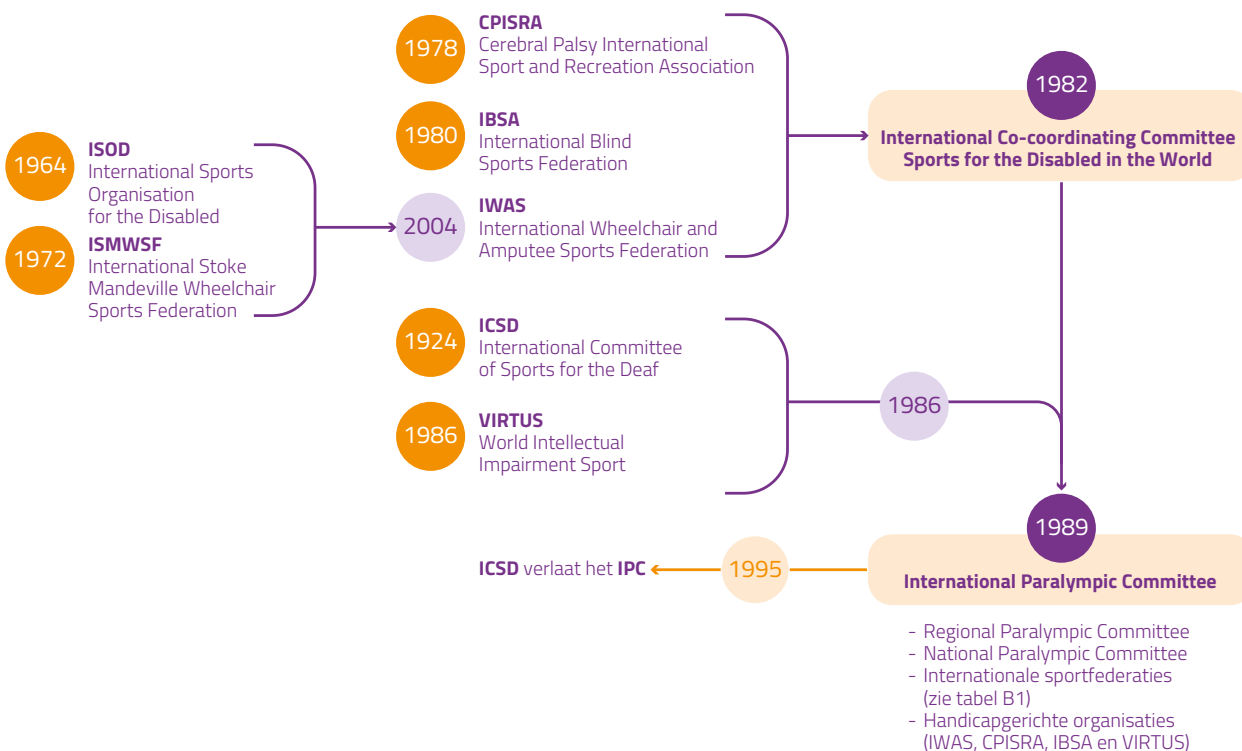 1964
ISOD
International Sports
Organisation
for the Disabled
1972
ISMWSF
International Stoke
Mandeville Wheelchair
Sports Federation
1978
CPISRA
Cerebral Palsy International
Sport and Recreation Association
1980
IBSA
International Blind
Sports Federation
2004
IWAS
International Wheelchair and
Amputee Sports Federation
1982
International Co-coordinating Committee
Sports for the Disabled in the World
1924
ICSD
International Committee
of Sports for the Deaf
1986
VIRTUS
World Intellectual
Impairment Sport
1986
1989
International Paralympic Committee
1995
ICSD verlaat het IPC
- Regional Paralympic Committee
- National Paralympic Committee
- Internationale sportfederaties
(zie tabel B1)
- Handicapgerichte organisaties
(IWAS, CPISRA, IBSA en VIRTUS)